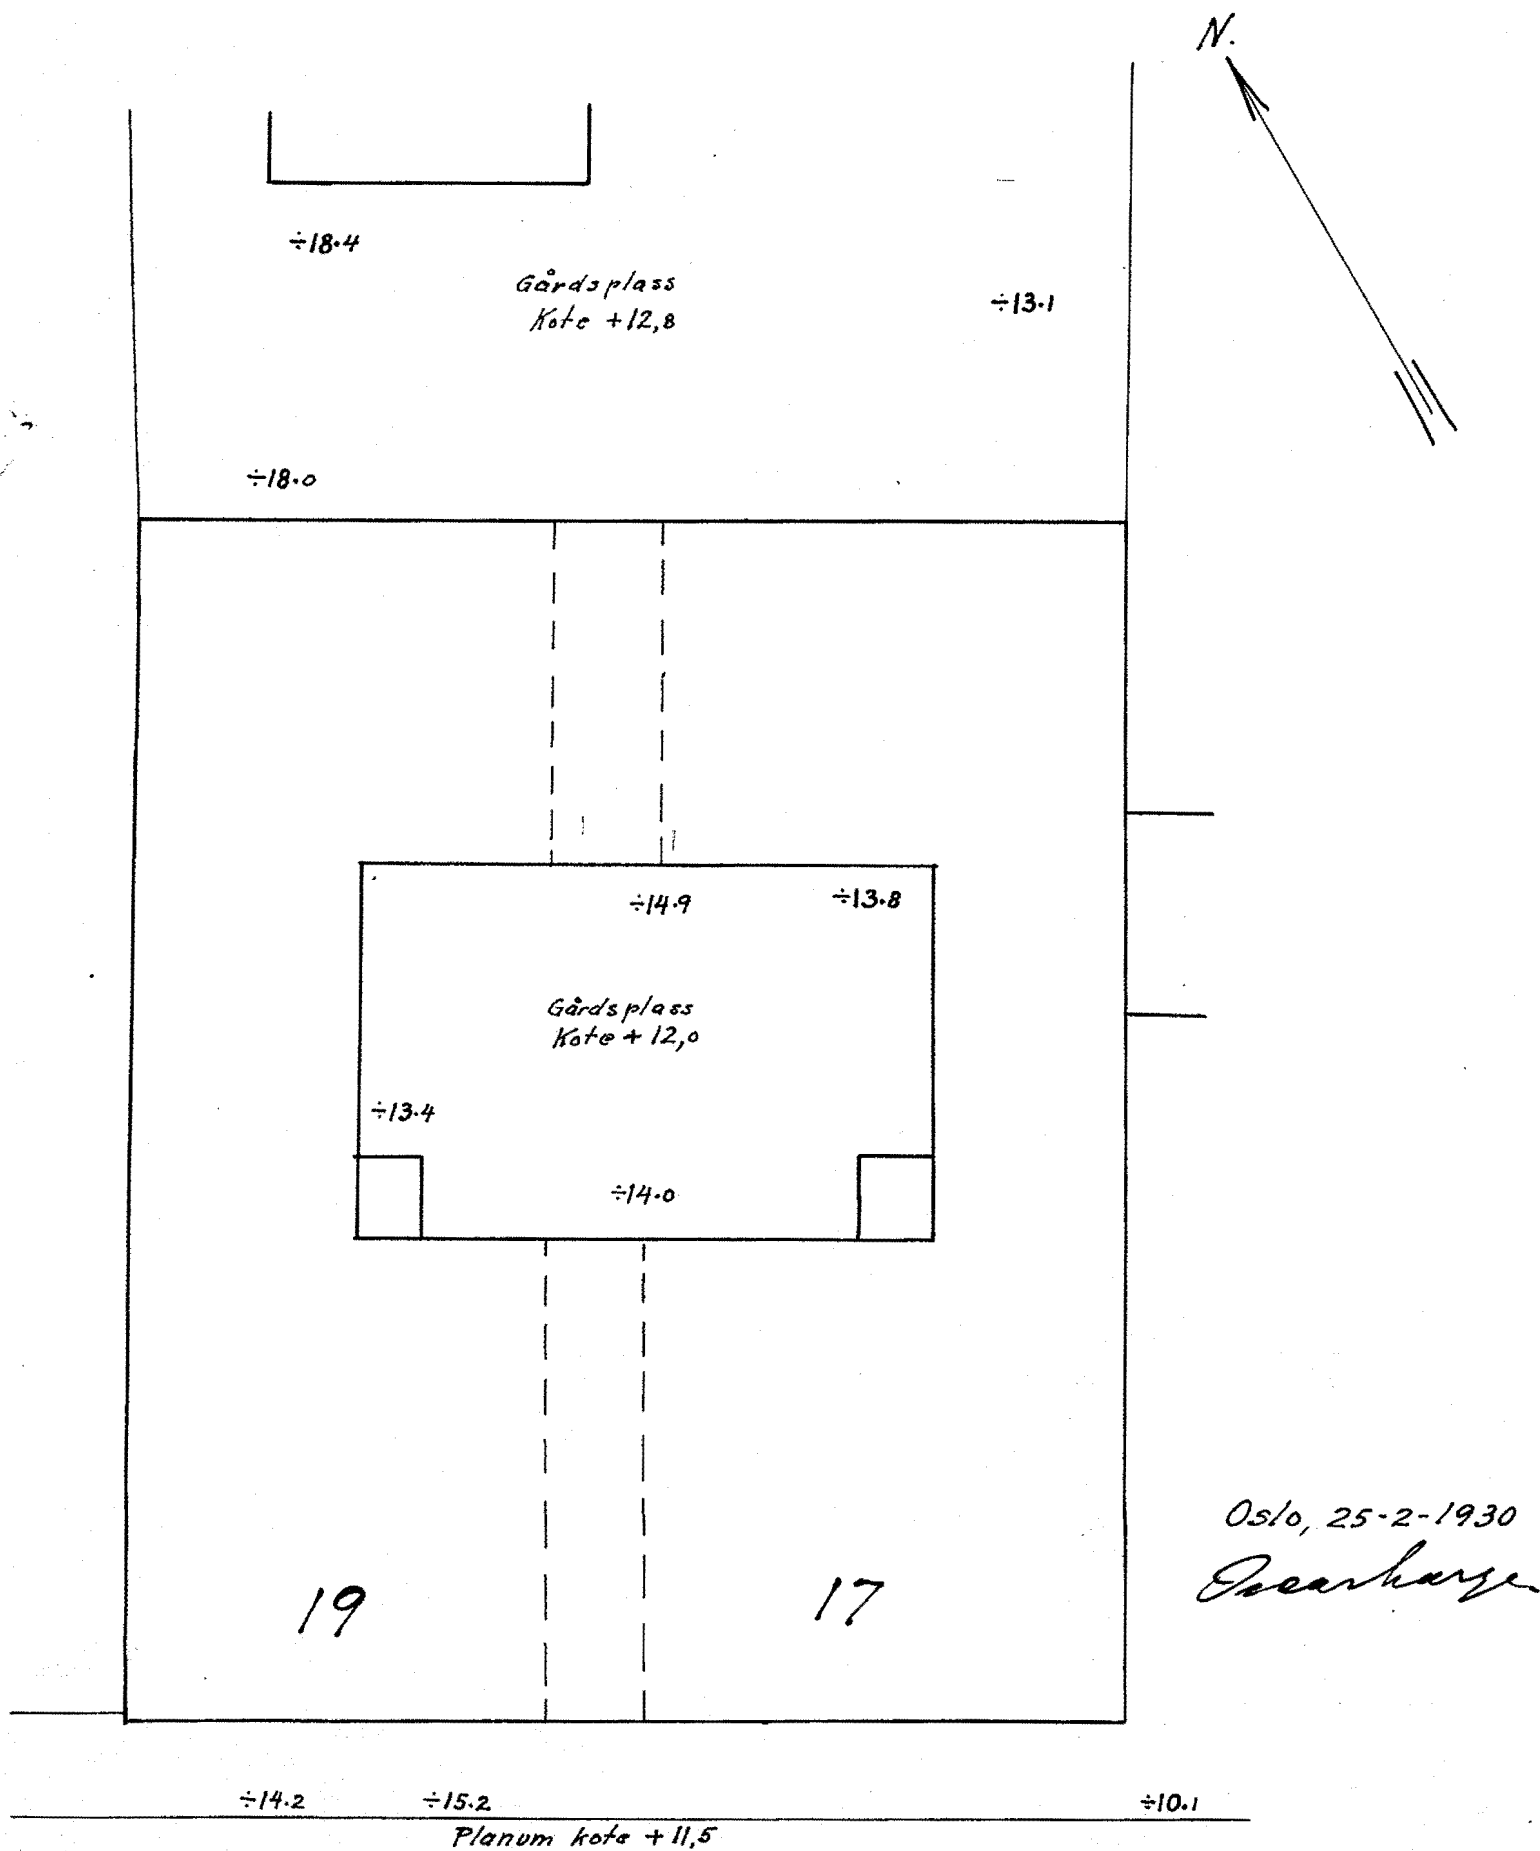 N.
÷18.4
Gårdsplass
Kote +12,8
÷13.1
÷18.0
÷14.9
÷13.8
Gårdsplass
Kote + 12,0
÷13.4
÷14.0
Oslo, 25-2-1930
19
17
÷14.2
÷15.2
÷10.1
Planum kote + 11,5